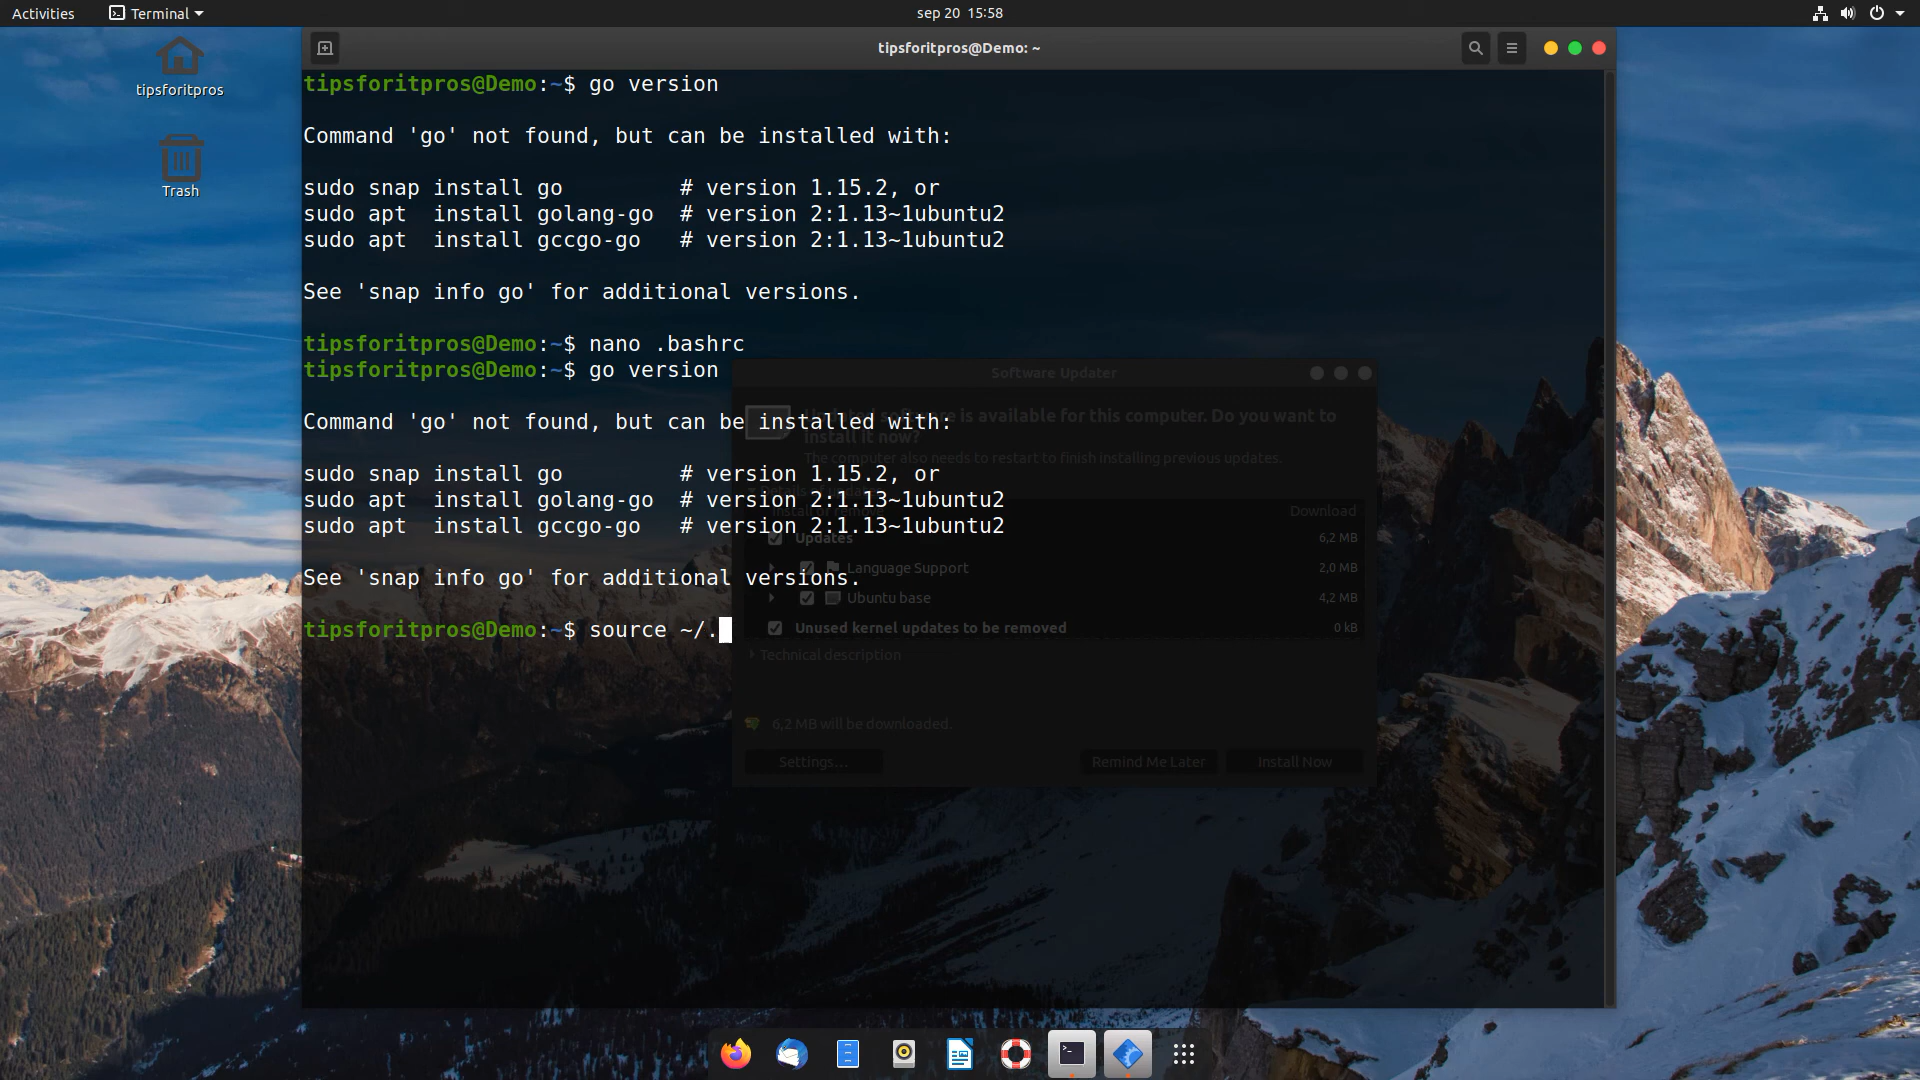 Activities
Terminal
sep 20 15:58
tipsforitpros@Demo: ~
tipsforitpros
Trash
tipsforitpros@Demo:~$ go version
Command 'go' not found, but can be installed with:
sudo snap install go         # version 1.15.2, or
sudo apt  install golang-go  # version 2:1.13~1ubuntu2
sudo apt  install gccgo-go   # version 2:1.13~1ubuntu2
See 'snap info go' for additional versions.
tipsforitpros@Demo:~$ nano .bashrc
tipsforitpros@Demo:~$ go version
Command 'go' not found, but can be installed with:
sudo snap install go         # version 1.15.2, or
sudo apt  install golang-go  # version 2:1.13~1ubuntu2
sudo apt  install gccgo-go   # version 2:1.13~1ubuntu2
See 'snap info go' for additional versions.
tipsforitpros@Demo:~$ source ~/.
Software Updater
software is available for this computer. Do you want to
install it now?
The computer also needs to restart to finish installing previous updates.
Download
Updates 6,2 MB
Language Support 2,0 MB
Ubuntu base 4,2 MB
Unused kernel updates to be removed 0 kB
Technical description
6,2 MB will be downloaded.
Settings...
Remind Me Later
Install Now